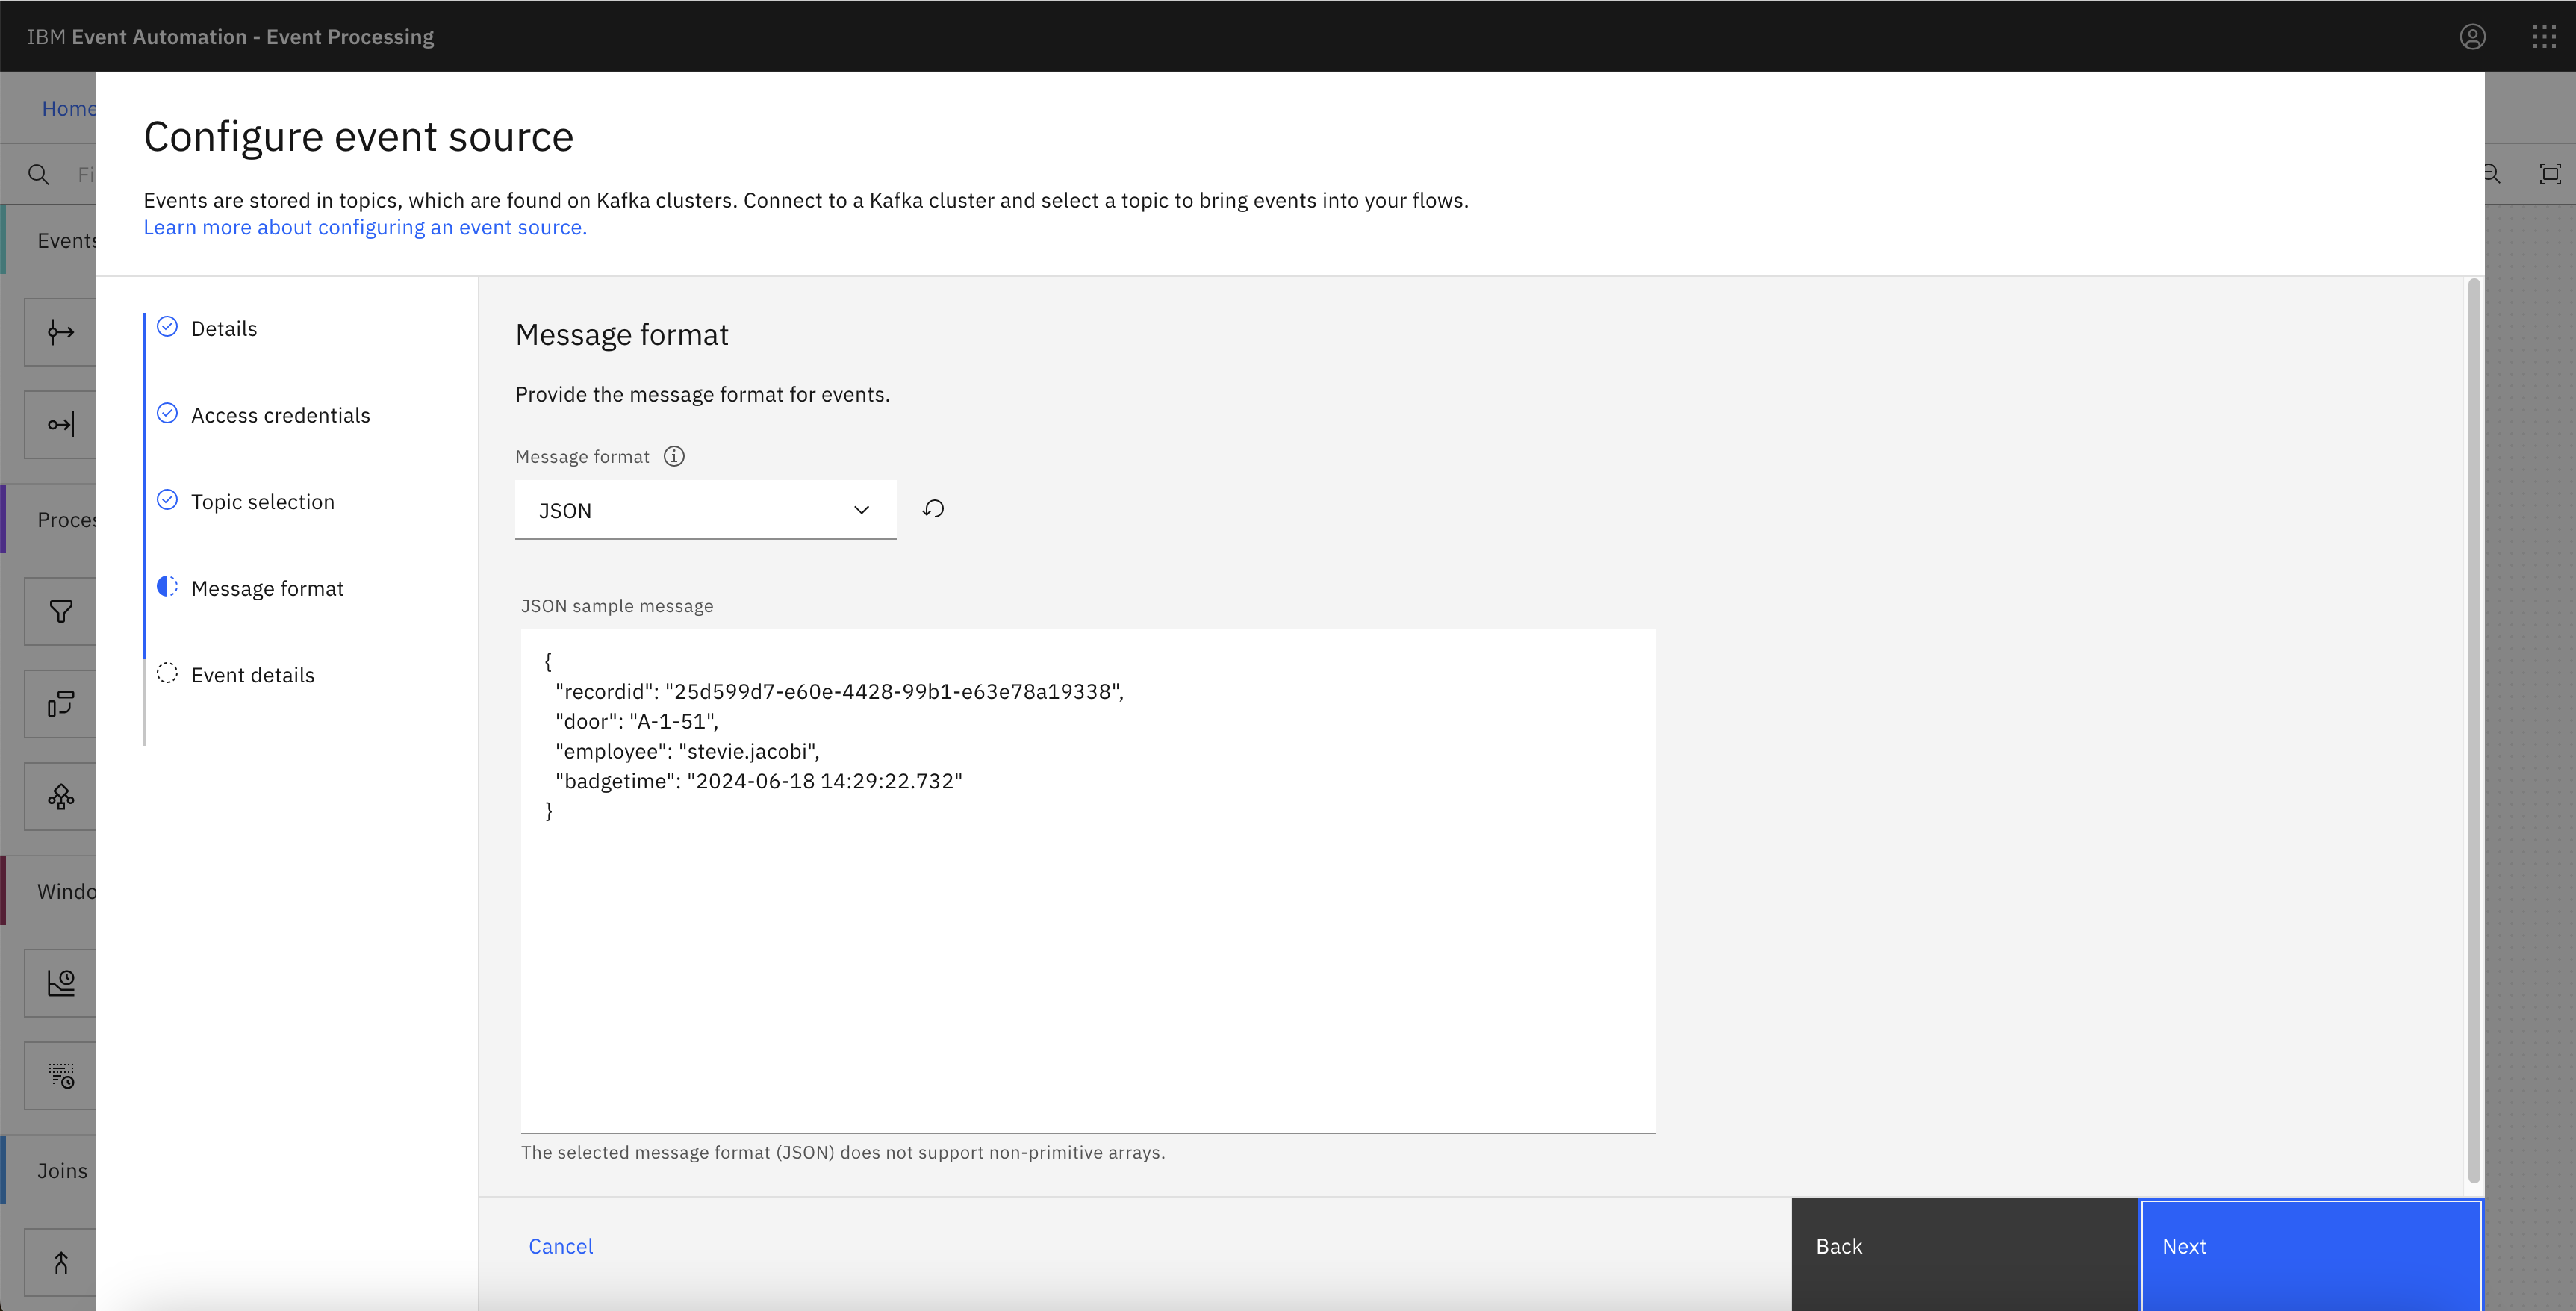 IBM Event Automation - Event Processing
Home
Configure event source
Events are stored in topics, which are found on Kafka clusters. Connect to a Kafka cluster and select a topic to bring events into your flows.
Learn more about configuring an event source.
Fi
Events
Proces
Windo
Joins
Details
Access credentials
Topic selection
Message format
Event details
Message format
Provide the message format for events.
Message format
JSON
JSON sample message
{
"recordid": "25d599d7-e60e-4428-99b1-e63e78a19338",
"door": "A-1-51",
"employee": "stevie.jacobi",
"badgetime": "2024-06-18 14:29:22.732"
}
The selected message format (JSON) does not support non-primitive arrays.
Cancel
Back
Next